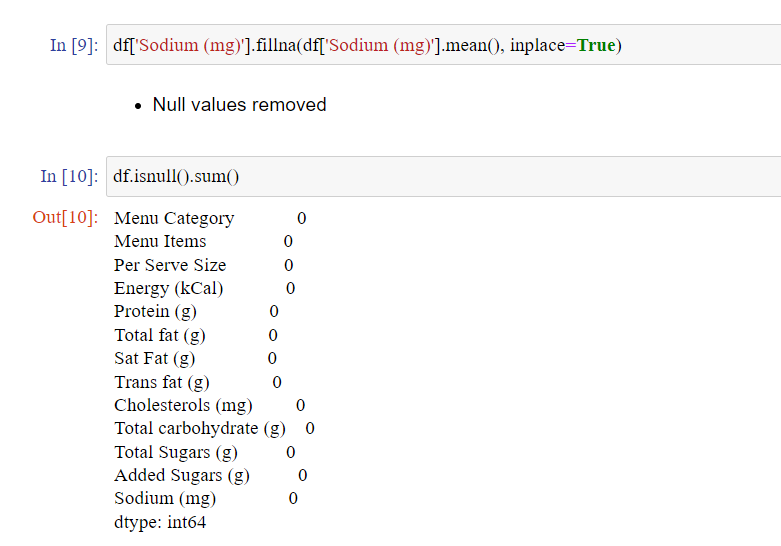 In [9]: df['Sodium (mg)'].fillna(df['Sodium (mg)'].mean(), inplace=True)
• Null values removed
In [10]: df.isnull().sum()
Out[10]: Menu Category 0
Menu Items 0
Per Serve Size 0
Energy (kCal) 0
Protein (g) 0
Total fat (g) 0
Sat Fat (g) 0
Trans fat (g) 0
Cholesterols (mg) 0
Total carbohydrate (g) 0
Total Sugars (g) 0
Added Sugars (g) 0
Sodium (mg) 0
dtype: int64